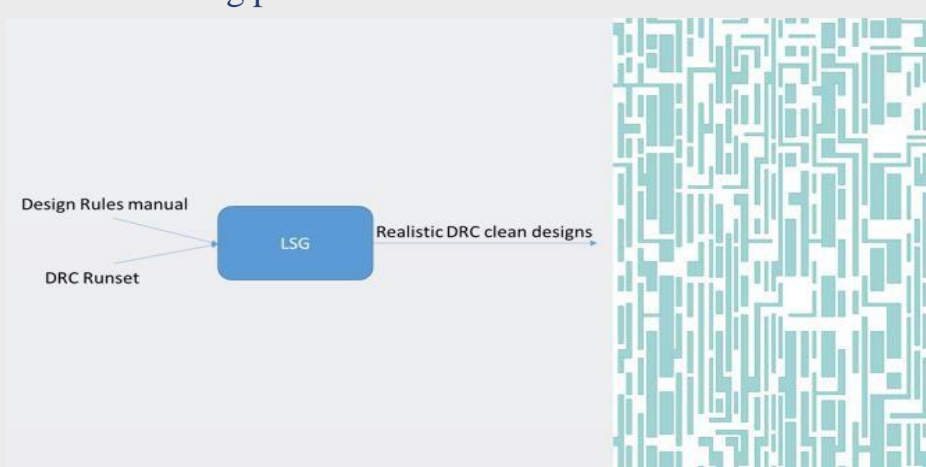 Design Rules manual
LSG
Realistic DRC clean designs
DRC Runset